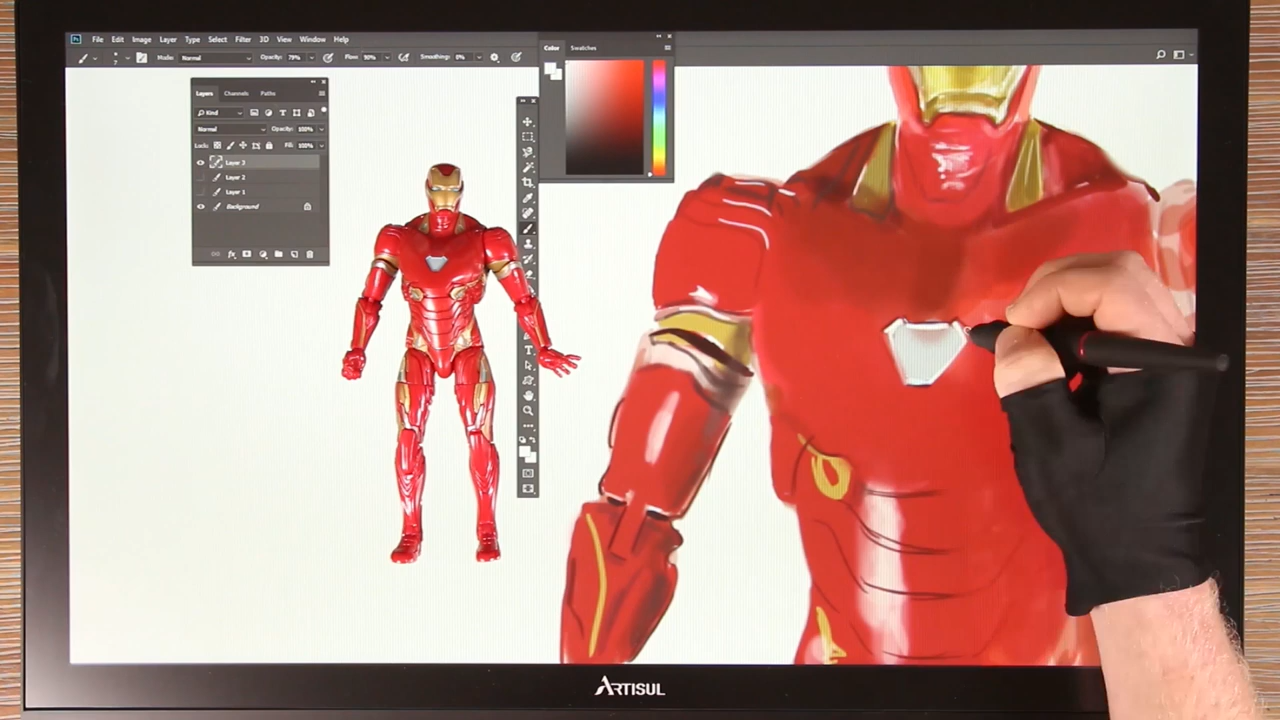 Ps File Edit Image Layer Type Select Filter 3D View Window Help
Mode: Normal Opacity: 79% Flow: 90% Smoothing: 0%
Color Swatches
Layers Channels Paths
Kind
Normal Opacity: 100%
Lock: Fill: 100%
Layer 3
Layer 2
Layer 1
Background
fx
T
ARTISUL